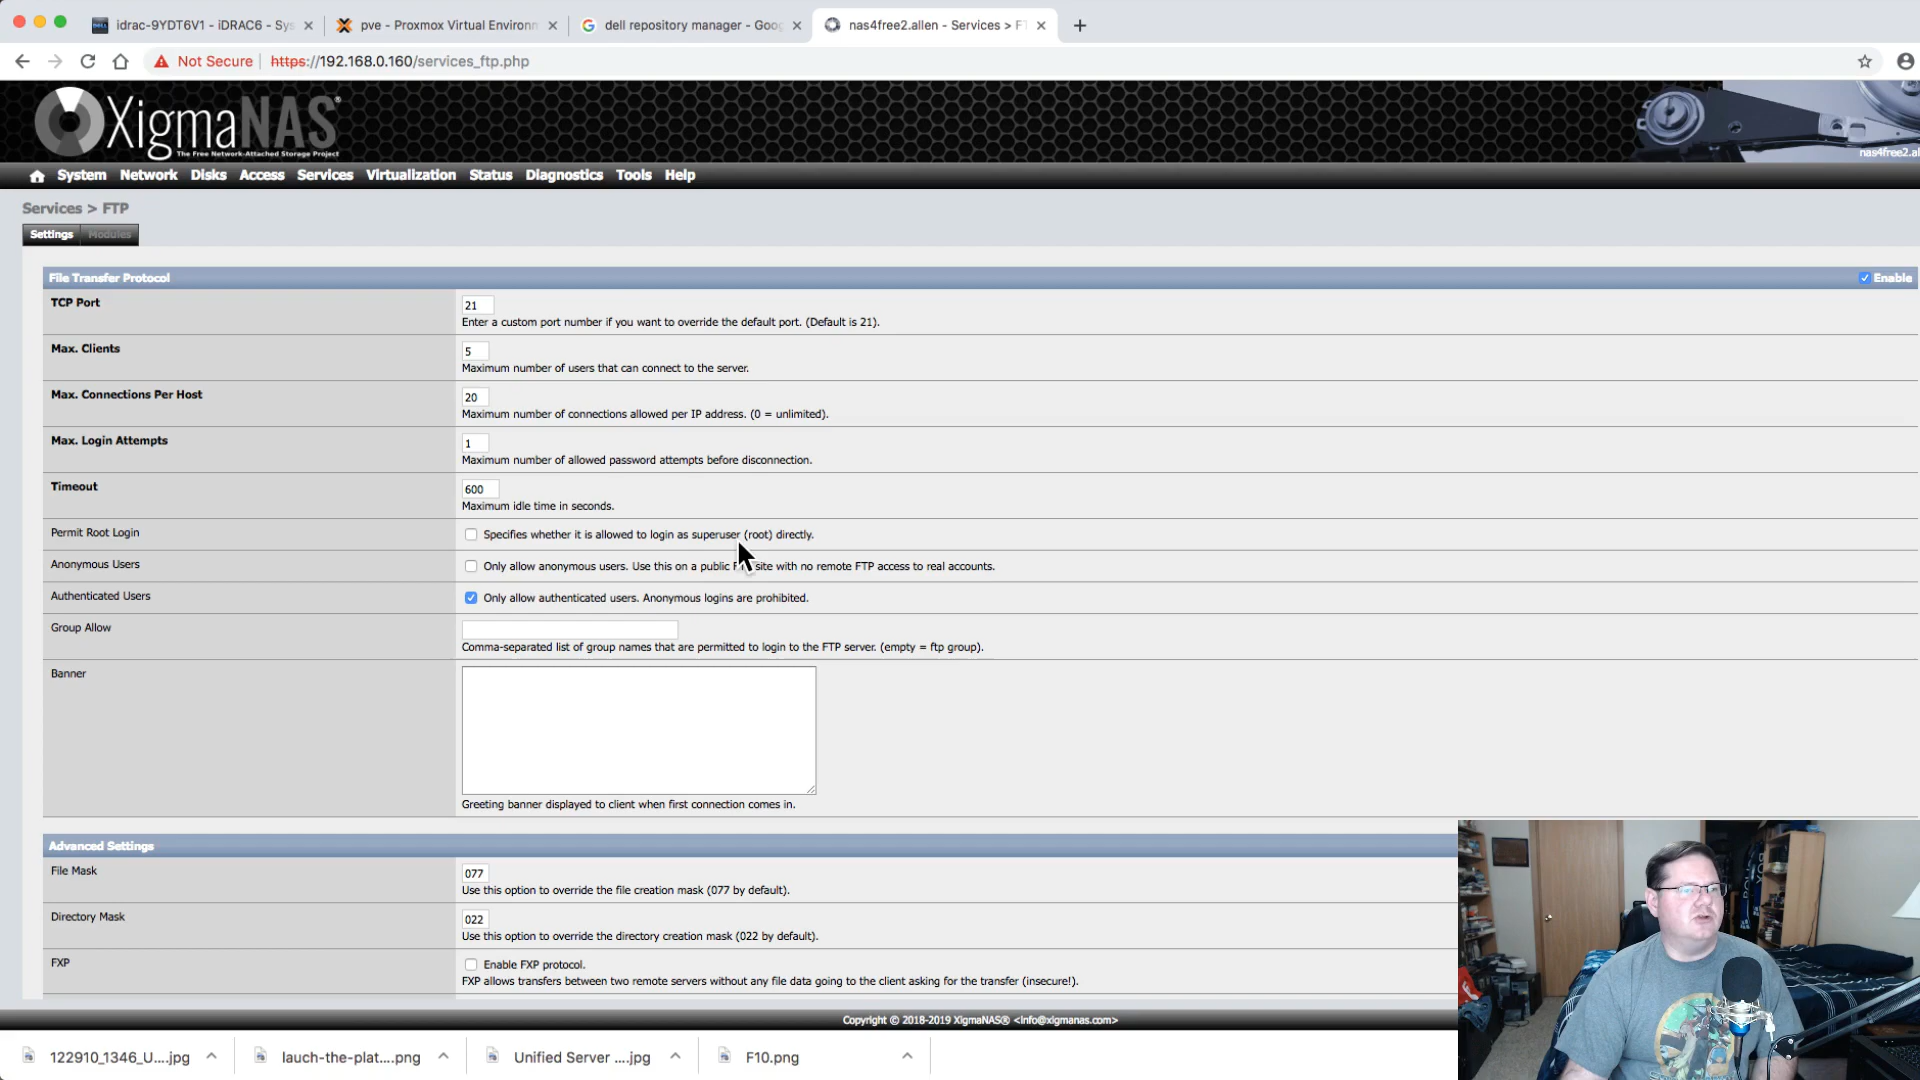 idrac-9YDT6V1 - iDRAC6 - Sys
pve - Proxmox Virtual Environm
dell repository manager - Goog
nas4free2.allen - Services > FT
Not Secure
https://192.168.0.160/services_ftp.php
XigmaNAS®
The Free Network-Attached Storage Project
nas4free2.al
System Network Disks Access Services Virtualization Status Diagnostics Tools Help
Services > FTP
Settings Modules
File Transfer Protocol
Enable
TCP Port
21
Enter a custom port number if you want to override the default port. (Default is 21).
Max. Clients
5
Maximum number of users that can connect to the server.
Max. Connections Per Host
20
Maximum number of connections allowed per IP address. (0 = unlimited).
Max. Login Attempts
1
Maximum number of allowed password attempts before disconnection.
Timeout
600
Maximum idle time in seconds.
Permit Root Login
Specifies whether it is allowed to login as superuser (root) directly.
Anonymous Users
Only allow anonymous users. Use this on a public site with no remote FTP access to real accounts.
Authenticated Users
Only allow authenticated users. Anonymous logins are prohibited.
Group Allow
Comma-separated list of group names that are permitted to login to the FTP server. (empty = ftp group).
Banner
Greeting banner displayed to client when first connection comes in.
Advanced Settings
File Mask
077
Use this option to override the file creation mask (077 by default).
Directory Mask
022
Use this option to override the directory creation mask (022 by default).
FXP
Enable FXP protocol.
FXP allows transfers between two remote servers without any file data going to the client asking for the transfer (insecure!).
Copyright © 2018-2019 XigmaNAS® <info@xigmanas.com>
122910_1346_U....jpg
lauch-the-plat....png
Unified Server ....jpg
F10.png